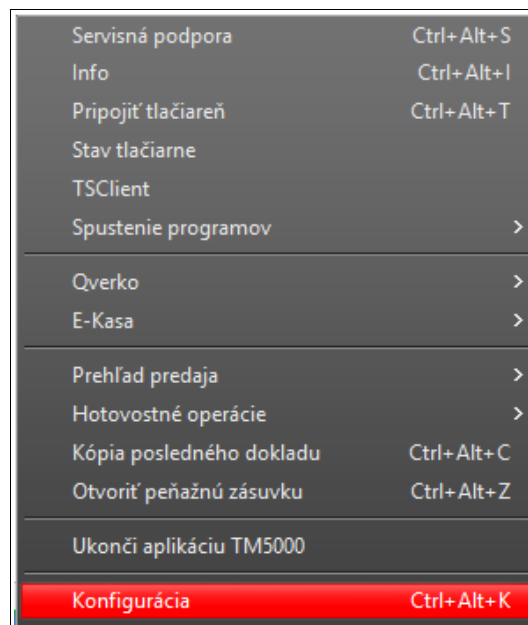 Servisná podpora Ctrl+Alt+S
Info Ctrl+Alt+I
Pripojiť tlačiareň Ctrl+Alt+T
Stav tlačiarne
TSClient
Spustenie programov
Qverko
E-Kasa
Prehľad predaja
Hotovostné operácie
Kópia posledného dokladu Ctrl+Alt+C
Otvoriť peňažnú zásuvku Ctrl+Alt+Z
Ukonči aplikáciu TM5000
Konfigurácia Ctrl+Alt+K